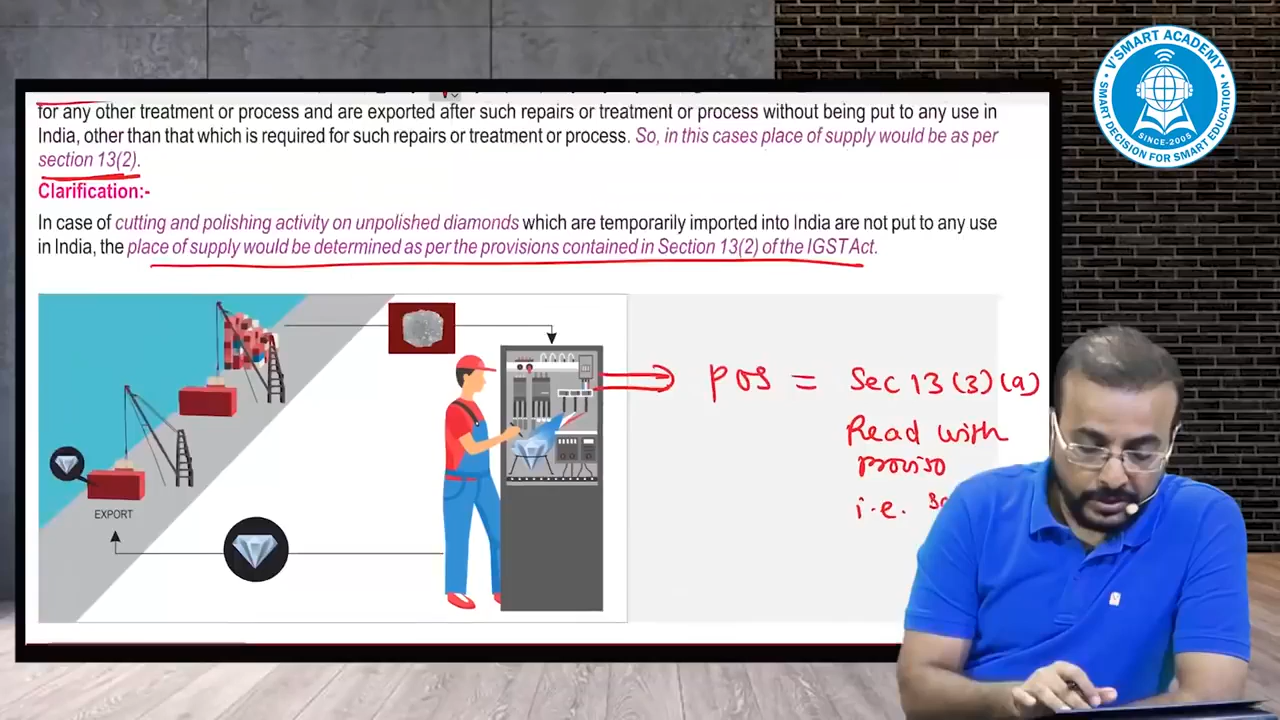 for any other treatment or process and are exported after such repairs or treatment or process without being put to any use in
India, other than that which is required for such repairs or treatment or process. So, in this cases place of supply would be as per
section 13(2).
Clarification:-
In case of cutting and polishing activity on unpolished diamonds which are temporarily imported into India are not put to any use
in India, the place of supply would be determined as per the provisions contained in Section 13(2) of the IGST Act.
EXPORT
POS = Sec 13 (3) (a)
Read with
proviso
i.e.
V'SMART ACADEMY
SINCE-2005
SMART DECISION FOR SMART EDUCATION